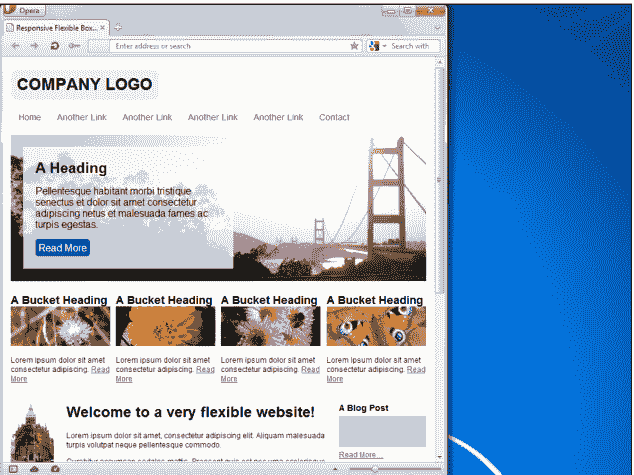 Opera
Responsive Flexible Box...
Enter address or search
Search with
COMPANY LOGO
Home Another Link Another Link Another Link Another Link Contact
A Heading
Pellentesque habitant morbi tristique
senectus et dolor sit amet consectetur
adipiscing netus et malesuada fames ac
turpis egestas.
Read More
A Bucket Heading A Bucket Heading A Bucket Heading A Bucket Heading
Lorem ipsum dolor sit amet
consectetur adipiscing. Read
More
Lorem ipsum dolor sit amet
consectetur adipiscing. Read
More
Lorem ipsum dolor sit amet
consectetur adipiscing. Read
More
Lorem ipsum dolor sit amet
consectetur adipiscing. Read
More
Welcome to a very flexible website!
Lorem ipsum dolor sit amet, consectetur adipiscing elit. Aliquam malesuada
turpis volutpat neque pellentesque commodo.
A Blog Post
Read More...